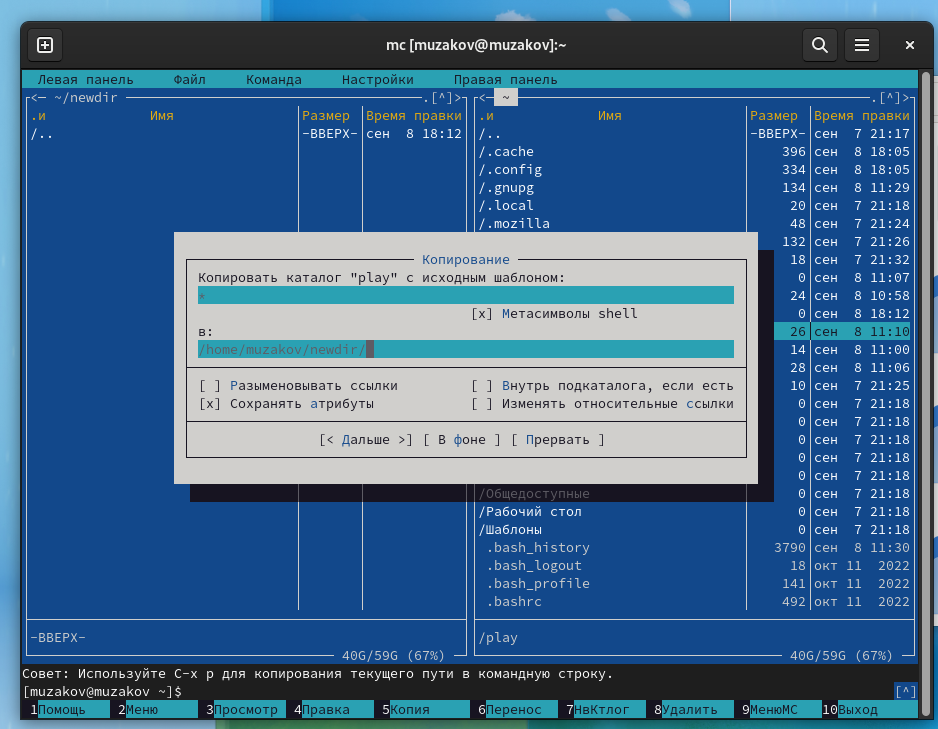 mc [muzakov@muzakov]:~
Левая панель Файл Команда Настройки Правая панель
<─ ~/newdir .[^]>
.и Имя Размер Время правки
/.. -ВВЕРХ- сен 8 18:12
<─ ~ .[^]>
.и Имя Размер Время правки
/.. -ВВЕРХ- сен 7 21:17
/.cache 396 сен 8 18:05
/.config 334 сен 8 18:05
/.gnupg 134 сен 8 11:29
/.local 20 сен 7 21:18
/.mozilla 48 сен 7 21:24
132 сен 7 21:26
18 сен 7 21:32
0 сен 8 11:07
24 сен 8 10:58
0 сен 8 18:12
26 сен 8 11:10
14 сен 8 11:00
28 сен 8 11:06
10 сен 7 21:25
0 сен 7 21:18
0 сен 7 21:18
0 сен 7 21:18
0 сен 7 21:18
0 сен 7 21:18
/Общедоступные 0 сен 7 21:18
/Рабочий стол 0 сен 7 21:18
/Шаблоны 0 сен 7 21:18
.bash_history 3790 сен 8 11:30
.bash_logout 18 окт 11 2022
.bash_profile 141 окт 11 2022
.bashrc 492 окт 11 2022
Копирование
Копировать каталог "play" с исходным шаблоном:
*
[x] Метасимволы shell
в:
/home/muzakov/newdir/
[ ] Разыменовывать ссылки [ ] Внутрь подкаталога, если есть
[x] Сохранять атрибуты [ ] Изменять относительные ссылки
[< Дальше >] [ В фоне ] [ Прервать ]
-ВВЕРХ-
40G/59G (67%)
/play
40G/59G (67%)
Совет: Используйте C-x p для копирования текущего пути в командную строку.
[muzakov@muzakov ~]$ [^]
1Помощь 2Меню 3Просмотр 4Правка 5Копия 6Перенос 7НвКтлог 8Удалить 9МенюМС 10Выход